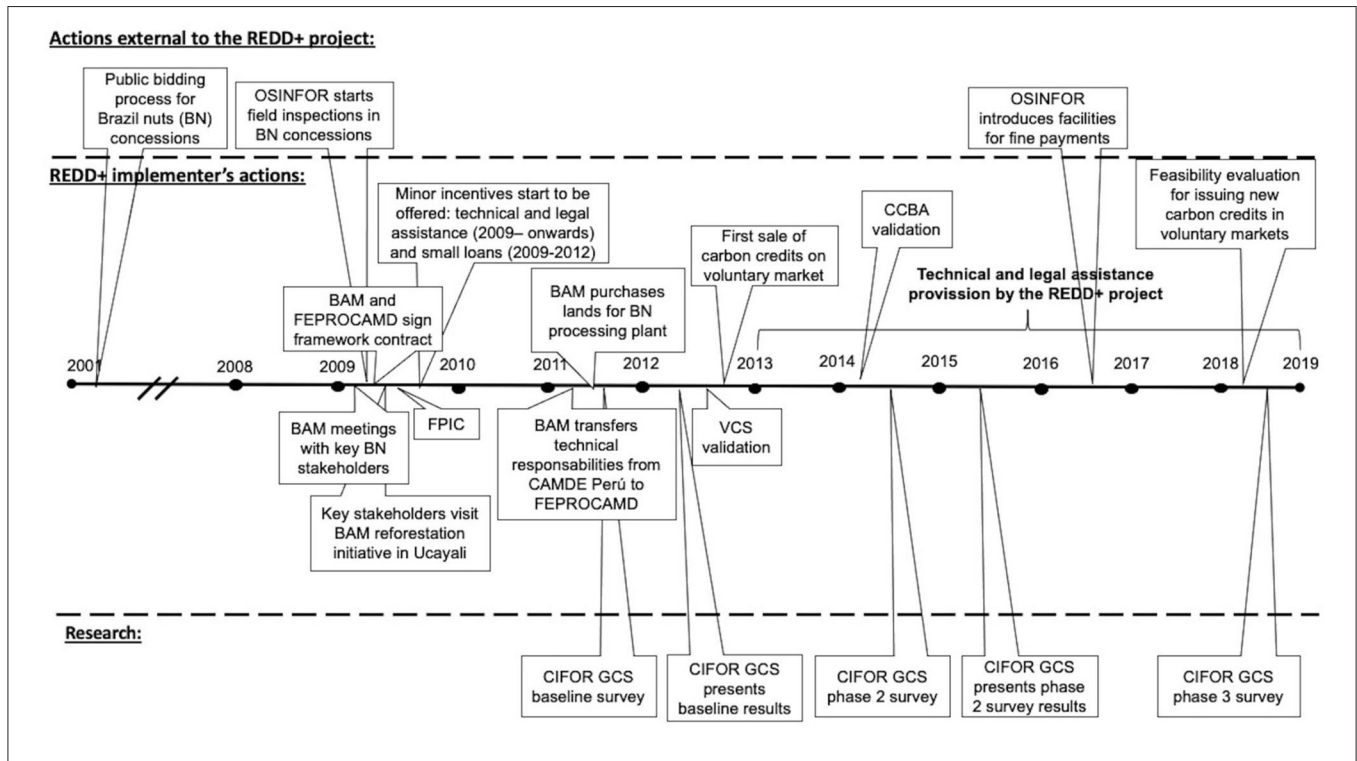 Actions external to the REDD+ project:
Public bidding
process for
Brazil nuts (BN)
concessions
OSINFOR starts
field inspections in
BN concessions
OSINFOR
introduces facilities
for fine payments
REDD+ implementer's actions:
Minor incentives start to be
offered: technical and legal
assistance (2009– onwards)
and small loans (2009-2012)
First sale of
carbon credits on
voluntary market
CCBA
validation
Feasibility evaluation
for issuing new
carbon credits in
voluntary markets
BAM and
FEPROCAMD sign
framework contract
BAM purchases
lands for BN
processing plant
Technical and legal assistance
provission by the REDD+ project
2001
2008
2009
2010
2011
2012
2013
2014
2015
2016
2017
2018
2019
BAM meetings
with key BN
stakeholders
FPIC
BAM transfers
technical
responsabilities from
CAMDE Perú to
FEPROCAMD
VCS
validation
Key stakeholders visit
BAM reforestation
initiative in Ucayali
Research:
CIFOR GCS
baseline survey
CIFOR GCS
presents
baseline results
CIFOR GCS
phase 2 survey
CIFOR GCS
presents phase
2 survey results
CIFOR GCS
phase 3 survey